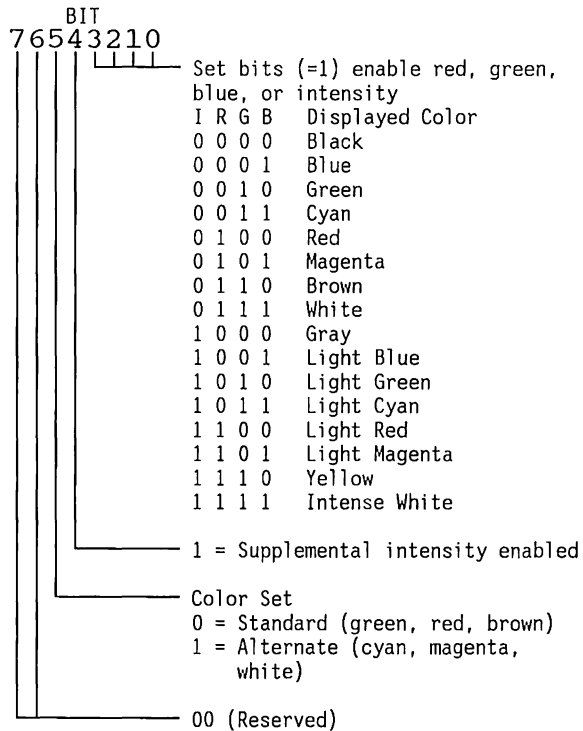 BIT
76543210
Set bits (=1) enable red, green,
blue, or intensity
I R G B Displayed Color
0 0 0 0 Black
0 0 0 1 Blue
0 0 1 0 Green
0 0 1 1 Cyan
0 1 0 0 Red
0 1 0 1 Magenta
0 1 1 0 Brown
0 1 1 1 White
1 0 0 0 Gray
1 0 0 1 Light Blue
1 0 1 0 Light Green
1 0 1 1 Light Cyan
1 1 0 0 Light Red
1 1 0 1 Light Magenta
1 1 1 0 Yellow
1 1 1 1 Intense White
1 = Supplemental intensity enabled
Color Set
0 = Standard (green, red, brown)
1 = Alternate (cyan, magenta,
white)
00 (Reserved)